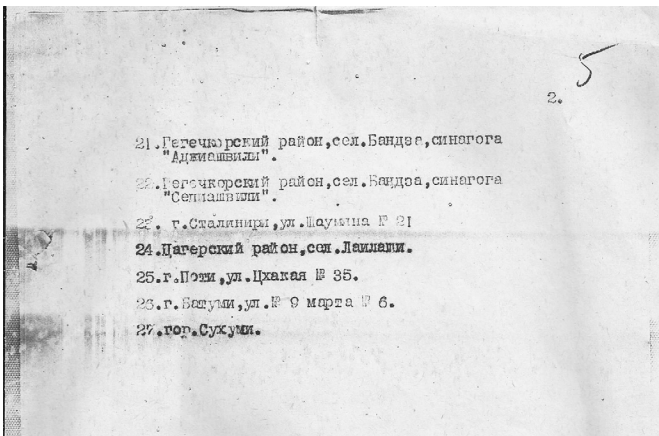 5
2.
21.Гегечкорский район,сел.Бандза,синагога
"Аджиашвили".
22.Гегечкорский район,сел.Бандза,синагога
"Сепиашвили".
23. г.Сталинири,ул.Шаумяна № 21
24.Цагерский район,сел.Лаилаши.
25.г.Поти,ул.Цхакая № 35.
26.г.Батуми,ул.№ 9 марта № 6.
27.гор.Сухуми.